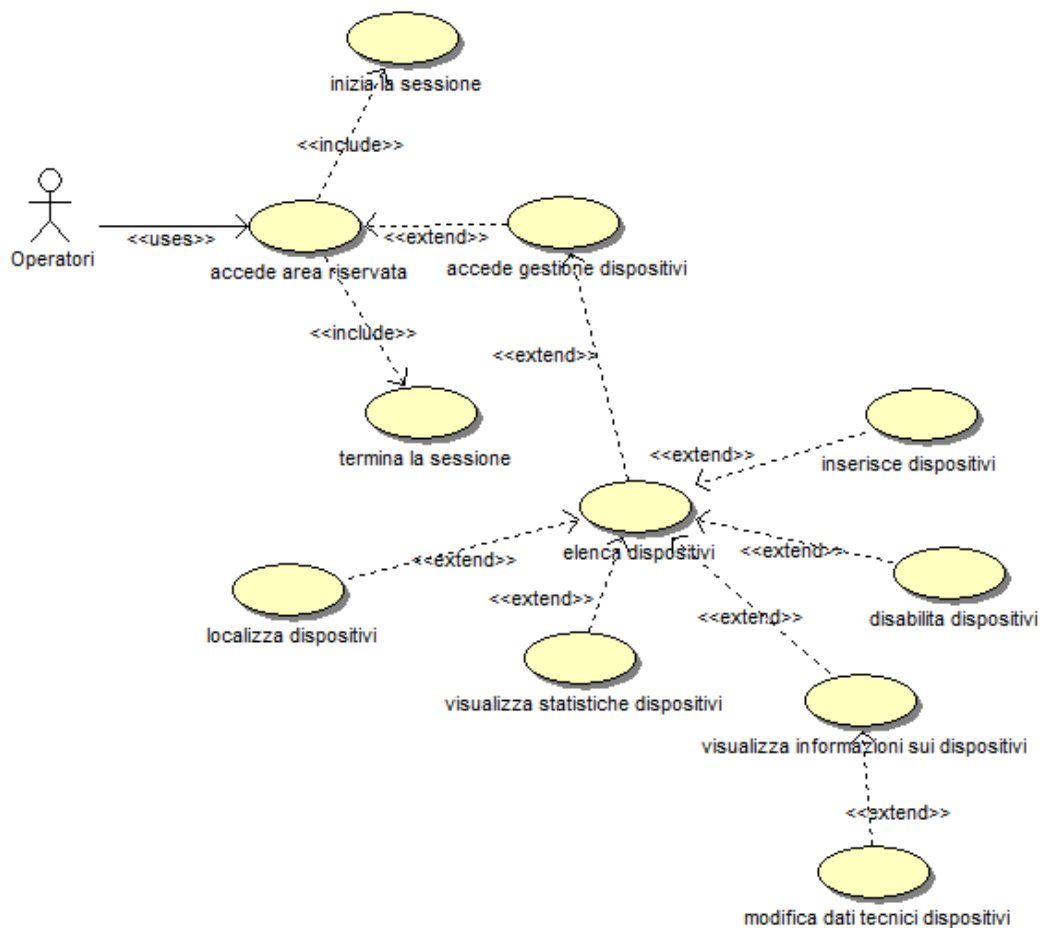 inizia la sessione
<<include>>
Operatori
<<uses>>
accede area riservata
<<extend>>
accede gestione dispositivi
<<include>>
<<extend>>
termina la sessione
<<extend>>
inserisce dispositivi
elenca dispositivi
<<extend>>
<<extend>>
localizza dispositivi
<<extend>>
disabilita dispositivi
<<extend>>
visualizza statistiche dispositivi
visualizza informazioni sui dispositivi
<<extend>>
modifica dati tecnici dispositivi